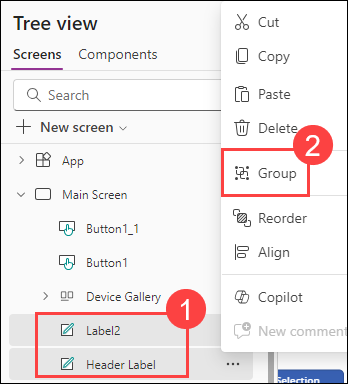 Tree view
Screens
Components
Search
New screen
App
Main Screen
Button1_1
Button1
Device Gallery
1
Label2
Header Label
...
Cut
Copy
Paste
Delete
2
Group
Reorder
Align
Copilot
New comment
Selection